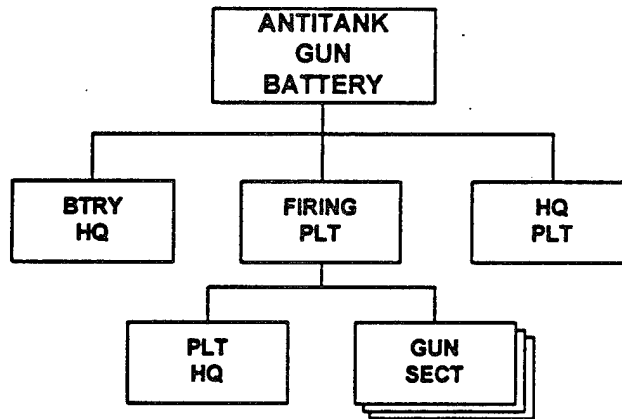 ANTITANK
GUN
BATTERY
BTRY
HQ
FIRING
PLT
HQ
PLT
PLT
HQ
GUN
SECT